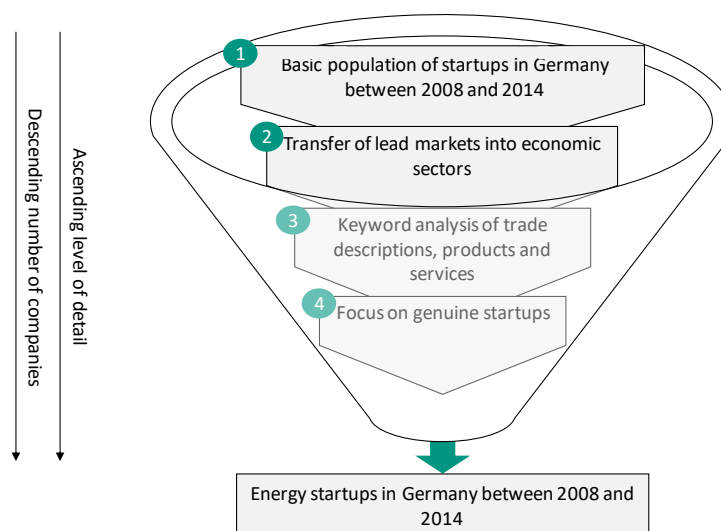 1
Basic population of startups in Germany
between 2008 and 2014
2
Transfer of lead markets into economic
sectors
3
Keyword analysis of trade
descriptions, products and
services
4
Focus on genuine startups
Energy startups in Germany between 2008 and
2014
Descending number of companies
Ascending level of detail